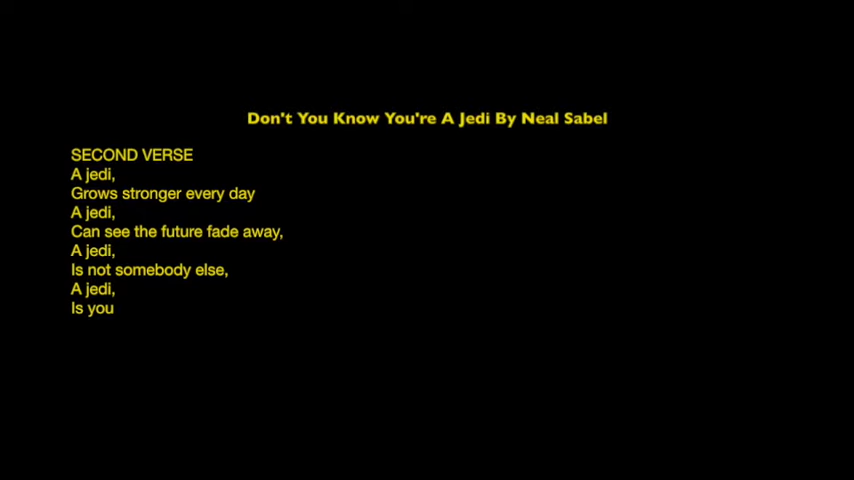 Don't You Know You're A Jedi By Neal Sabel
SECOND VERSE
A jedi,
Grows stronger every day
A jedi,
Can see the future fade away,
A jedi,
Is not somebody else,
A jedi,
Is you